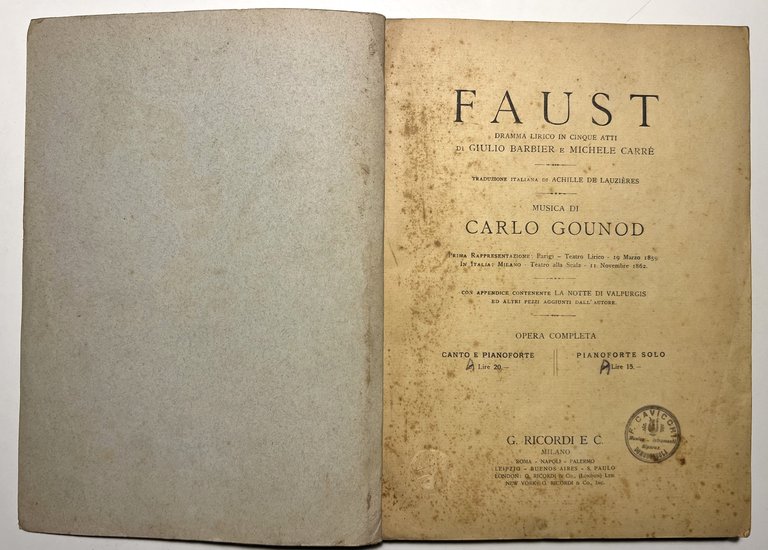 FAUST
DRAMMA LIRICO IN CINQUE ATTI
DI GIULIO BARBIER E MICHELE CARRÈ
TRADUZIONE ITALIANA DI ACHILLE DE LAUZIÈRES
MUSICA DI
CARLO GOUNOD
PRIMA RAPPRESENTAZIONE: Parigi - Teatro Lirico - 19 Marzo 1859
IN ITALIA: MILANO - Teatro alla Scala - 11 Novembre 1862.
CON APPENDICE CONTENENTE LA NOTTE DI VALPURGIS
ED ALTRI PEZZI AGGIUNTI DALL'AUTORE.
OPERA COMPLETA
CANTO E PIANOFORTE
A Lire 20.—
PIANOFORTE SOLO
A Lire 15.—
F. CAVICCHI
Musica - Istrumenti
G. RICORDI E C.
MILANO
ROMA - NAPOLI - PALERMO
LEIPZIG - BUENOS AIRES - S. PAULO
LONDON: G. RICORDI & Co., (LONDON) LTD.
NEW YORK: G. RICORDI & Co., INC.